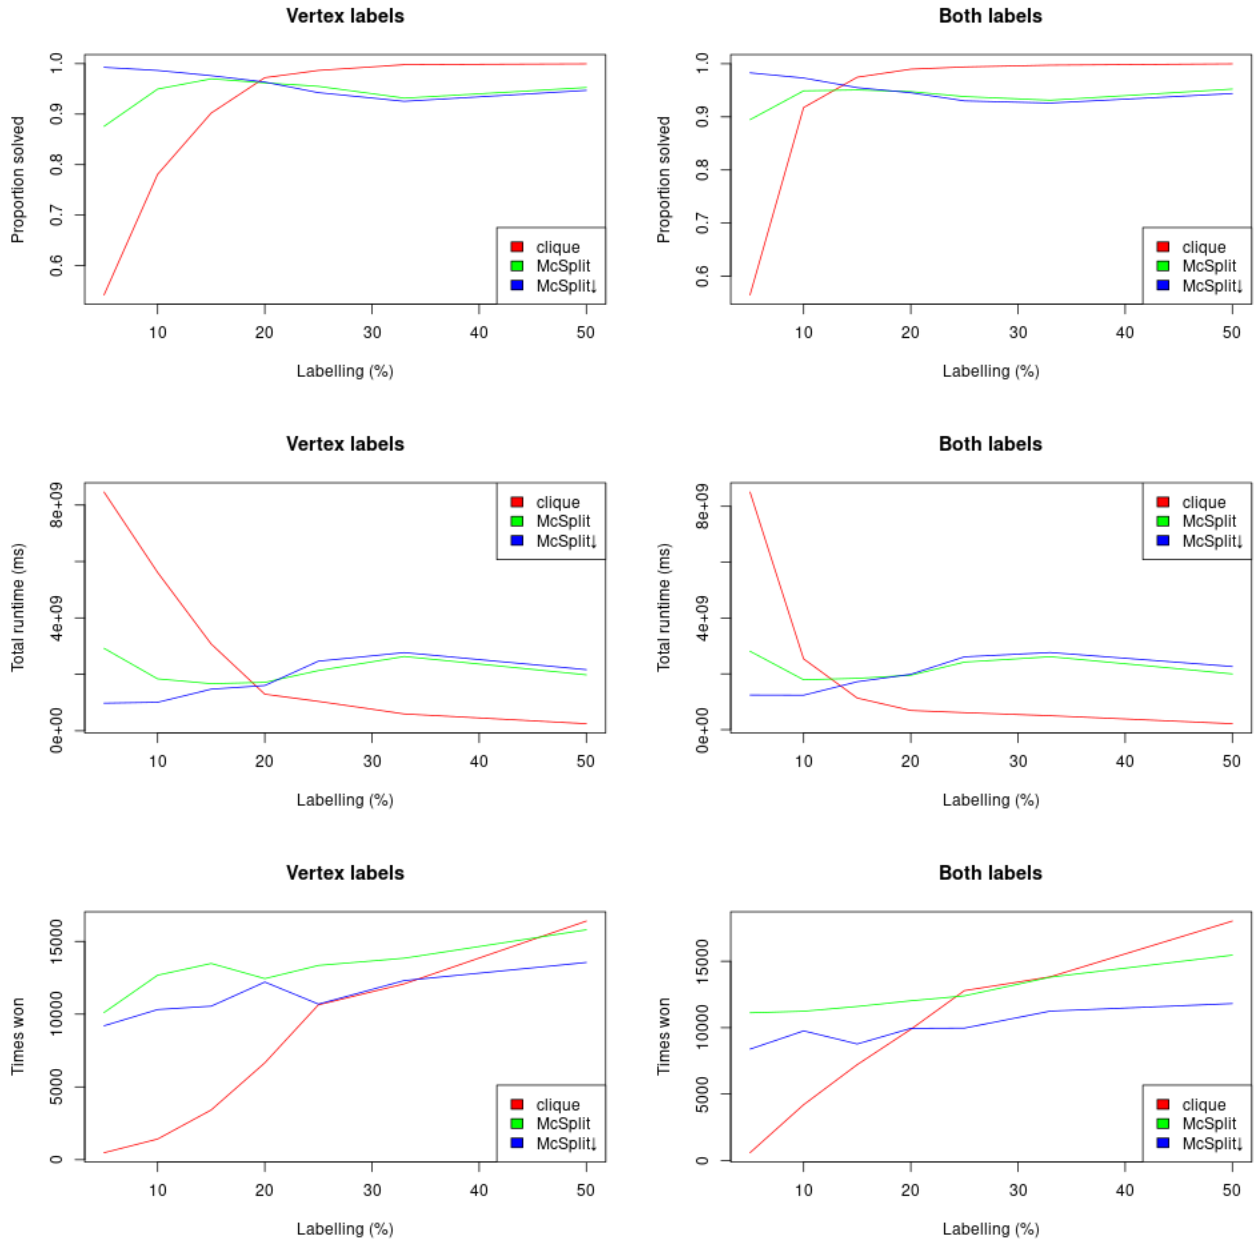 Vertex labels
Proportion solved
1.0
0.9
0.8
0.7
0.6
10 20 30 40 50
Labelling (%)
clique
McSplit
McSplit↓
Both labels
Proportion solved
1.0
0.9
0.8
0.7
0.6
10 20 30 40 50
Labelling (%)
clique
McSplit
McSplit↓
Vertex labels
Total runtime (ms)
8e+09
4e+09
0e+00
10 20 30 40 50
Labelling (%)
clique
McSplit
McSplit↓
Both labels
Total runtime (ms)
8e+09
4e+09
0e+00
10 20 30 40 50
Labelling (%)
clique
McSplit
McSplit↓
Vertex labels
Times won
15000
10000
5000
0
10 20 30 40 50
Labelling (%)
clique
McSplit
McSplit↓
Both labels
Times won
15000
10000
5000
0
10 20 30 40 50
Labelling (%)
clique
McSplit
McSplit↓